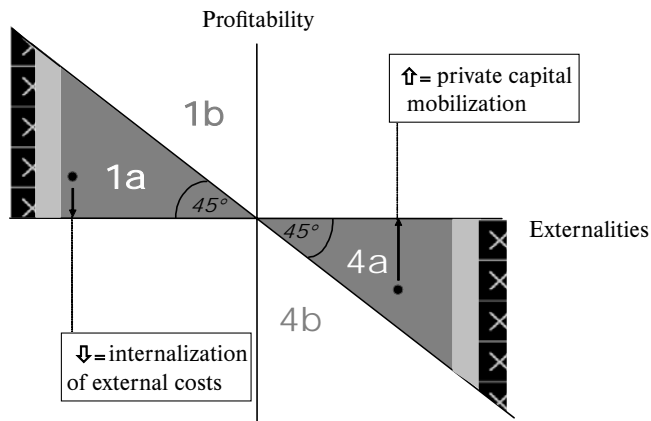 Profitability
⇧= private capital
mobilization
1b
1a
45°
45°
Externalities
4a
4b
⇩= internalization
of external costs